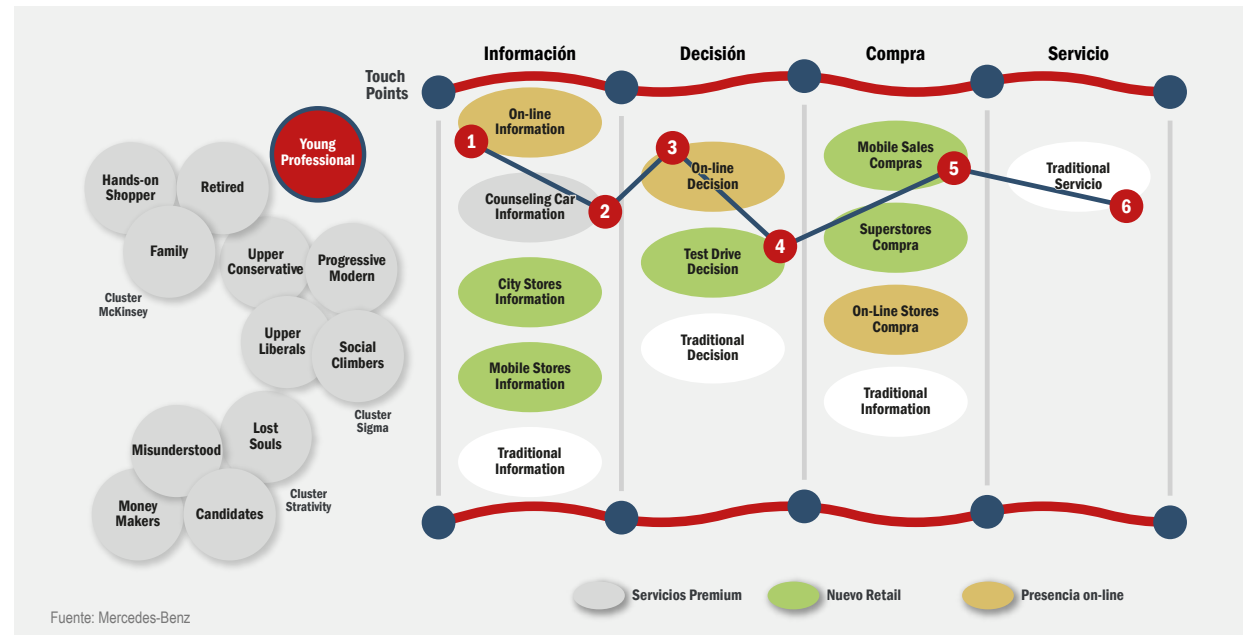 Información
Decisión
Compra
Servicio
Touch
Points
Young
Professional
Hands-on
Shopper
Retired
Family
Upper
Conservative
Progressive
Modern
Cluster
McKinsey
Upper
Liberals
Social
Climbers
Cluster
Sigma
Lost
Souls
Misunderstood
Money
Makers
Candidates
Cluster
Strativity
On-line
Information
1
Counseling Car
Information
2
City Stores
Information
Mobile Stores
Information
Traditional
Information
3
On-line
Decision
4
Test Drive
Decision
Traditional
Decision
Mobile Sales
Compras
5
Superstores
Compra
On-Line Stores
Compra
Traditional
Information
Traditional
Servicio
6
Servicios Premium
Nuevo Retail
Presencia on-line
Fuente: Mercedes-Benz